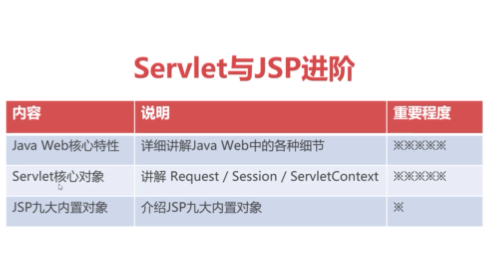 Servlet与JSP进阶
内容 说明 重要程度
Java Web核心特性 详细讲解Java Web中的各种细节 ※※※※※
Servlet核心对象 讲解 Request / Session / ServletContext ※※※※※
JSP九大内置对象 介绍JSP九大内置对象 ※